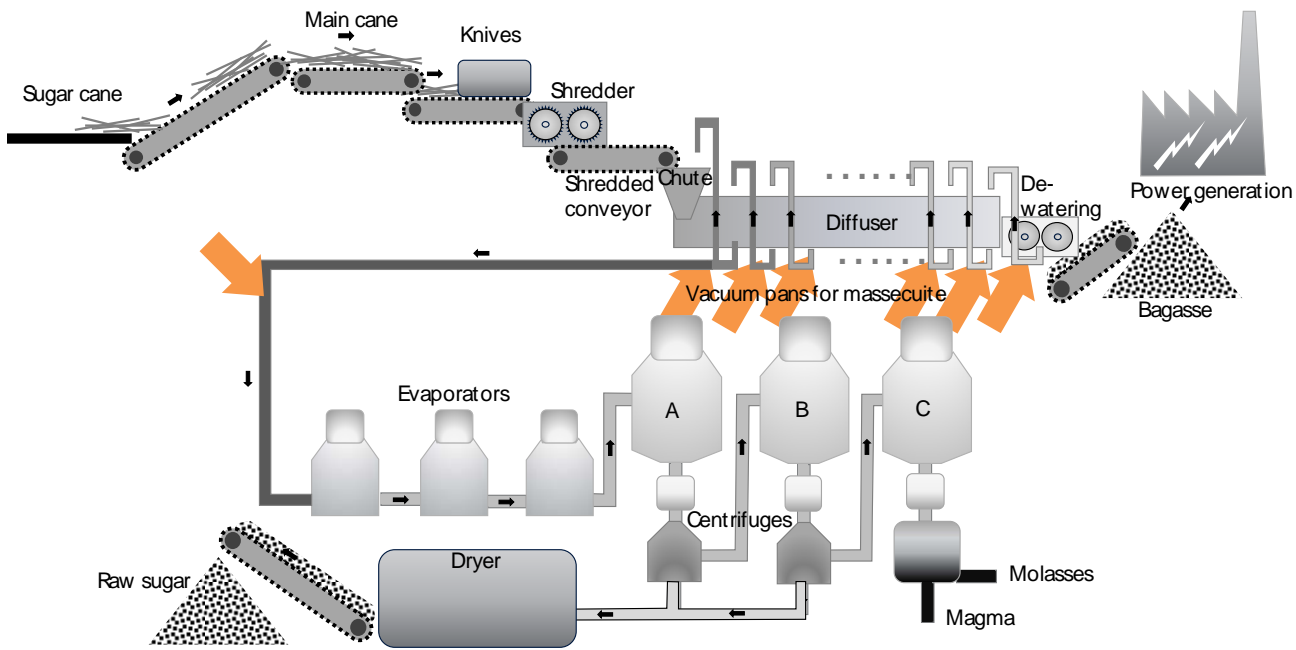 Main cane
Knives
Sugar cane
Shredder
Shredded
conveyor
Chute
Diffuser
De-
watering
Power generation
Bagasse
Vacuum pans for massecuite
Evaporators
A
B
C
Centrifuges
Dryer
Raw sugar
Molasses
Magma